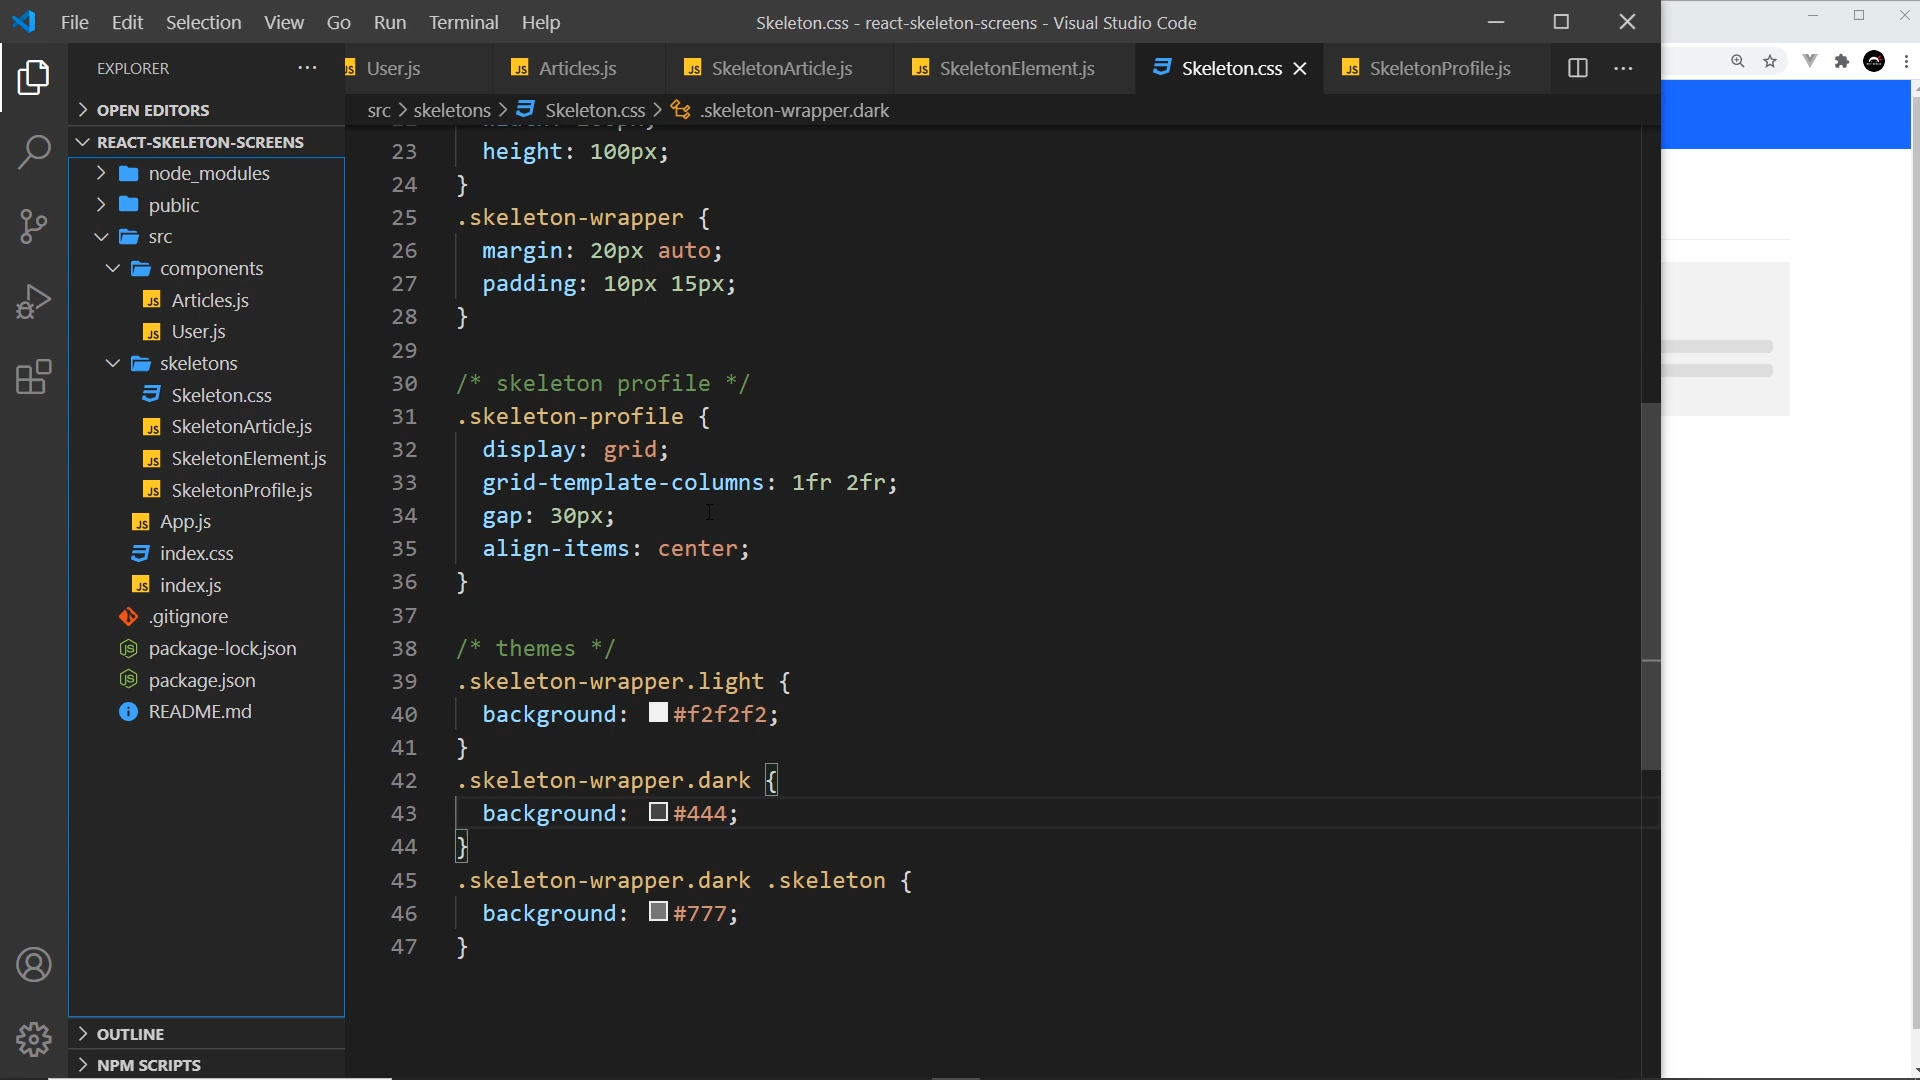 File Edit Selection View Go Run Terminal Help
Skeleton.css - react-skeleton-screens - Visual Studio Code
EXPLORER
User.js
Articles.js
SkeletonArticle.js
SkeletonElement.js
Skeleton.css
SkeletonProfile.js
OPEN EDITORS
src > skeletons > Skeleton.css > .skeleton-wrapper.dark
REACT-SKELETON-SCREENS
node_modules
public
src
components
Articles.js
User.js
skeletons
Skeleton.css
SkeletonArticle.js
SkeletonElement.js
SkeletonProfile.js
App.js
index.css
index.js
.gitignore
package-lock.json
package.json
README.md
OUTLINE
NPM SCRIPTS
23 height: 100px;
24 }
25 .skeleton-wrapper {
26 margin: 20px auto;
27 padding: 10px 15px;
28 }
29
30 /* skeleton profile */
31 .skeleton-profile {
32 display: grid;
33 grid-template-columns: 1fr 2fr;
34 gap: 30px;
35 align-items: center;
36 }
37
38 /* themes */
39 .skeleton-wrapper.light {
40 background: #f2f2f2;
41 }
42 .skeleton-wrapper.dark {
43 background: #444;
44 }
45 .skeleton-wrapper.dark .skeleton {
46 background: #777;
47 }